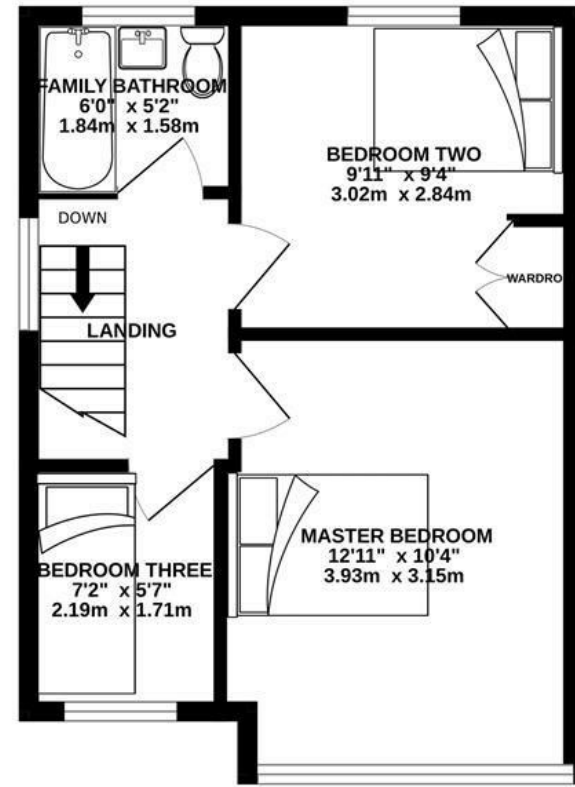 FAMILY BATHROOM
6'0" x 5'2"
1.84m x 1.58m
BEDROOM TWO
9'11" x 9'4"
3.02m x 2.84m
DOWN
WARDRO
LANDING
MASTER BEDROOM
12'11" x 10'4"
3.93m x 3.15m
BEDROOM THREE
7'2" x 5'7"
2.19m x 1.71m